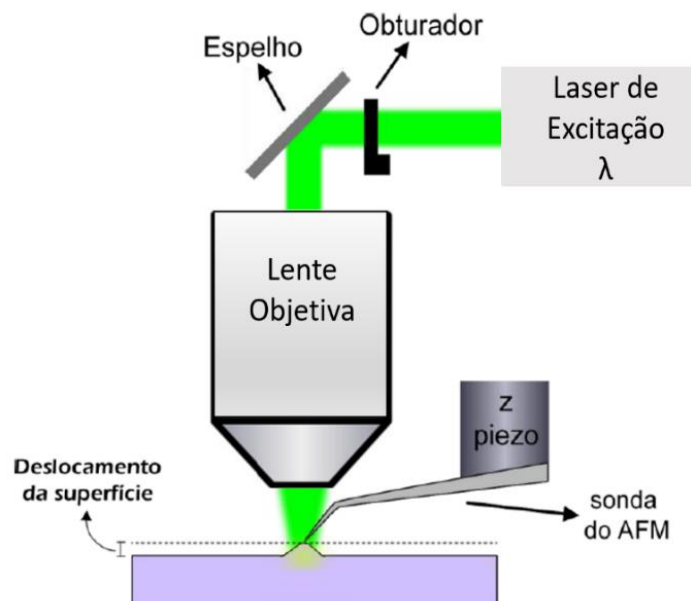 Obturador
Espelho
Laser de
Excitação
λ
Lente
Objetiva
z
piezo
Deslocamento
da superfície
sonda
do AFM